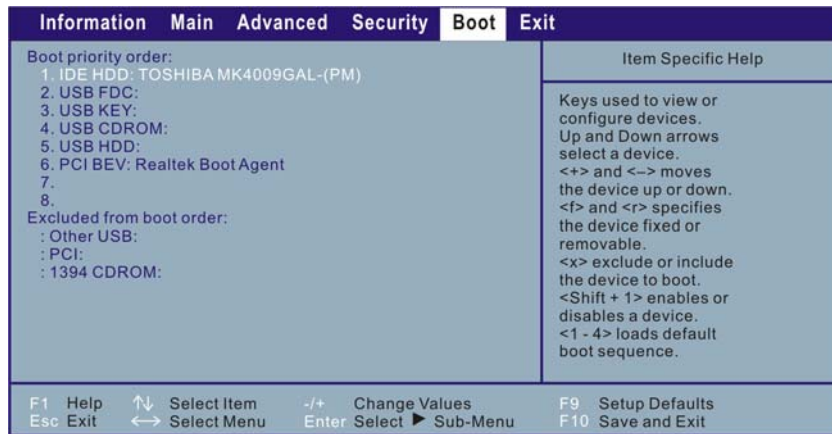 Information Main Advanced Security Boot Exit
Boot priority order:
1. IDE HDD: TOSHIBA MK4009GAL-(PM)
2. USB FDC:
3. USB KEY:
4. USB CDROM:
5. USB HDD:
6. PCI BEV: Realtek Boot Agent
7.
8.
Excluded from boot order:
: Other USB:
: PCI:
: 1394 CDROM:
Item Specific Help
Keys used to view or
configure devices.
Up and Down arrows
select a device.
<+> and <–> moves
the device up or down.
<f> and <r> specifies
the device fixed or
removable.
<x> exclude or include
the device to boot.
<Shift + 1> enables or
disables a device.
<1 - 4> loads default
boot sequence.
F1 Help ↑↓ Select Item -/+ Change Values F9 Setup Defaults
Esc Exit ←→ Select Menu Enter Select ▶ Sub-Menu F10 Save and Exit